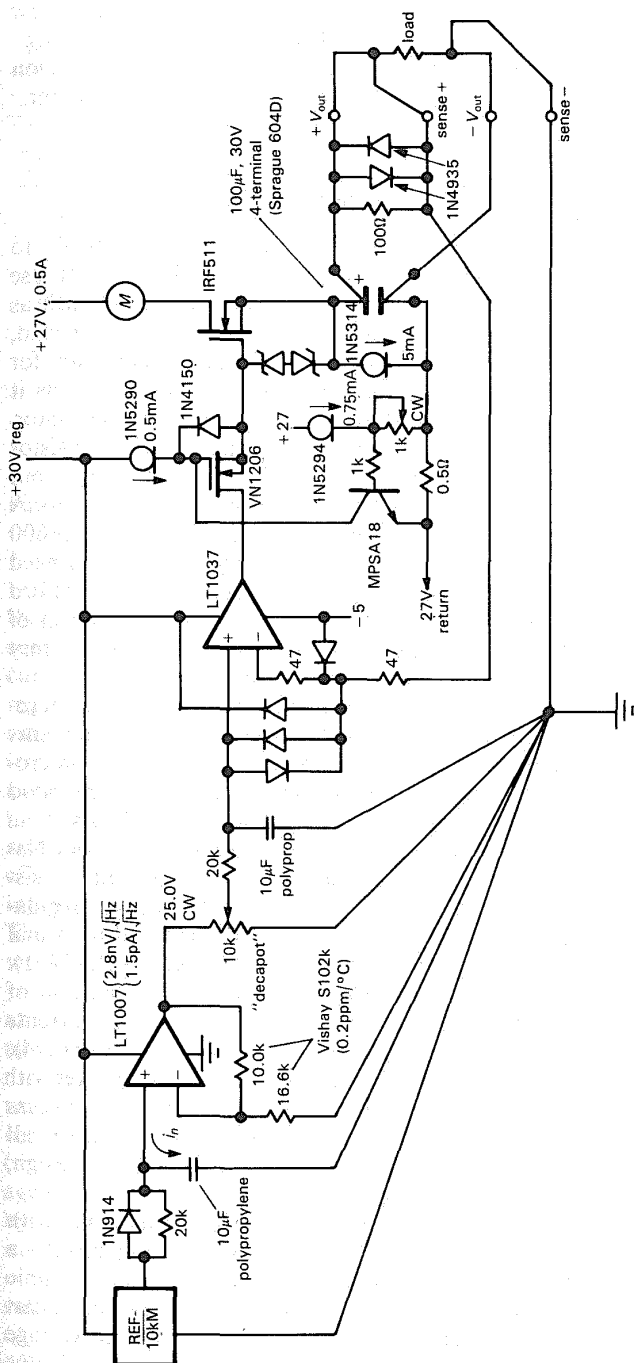 +27V, 0.5A
+30V reg
M
IRF511
1N5290
0.5mA
1N4150
VN1206
LT1037
+
−
−5
47
47
+27
1N5294
0.75mA
1N5314
5mA
1k
1k
CW
MPSA18
0.5Ω
27V
return
100µF, 30V
4-terminal
(Sprague 604D)
+
100Ω
1N4935
+ Vout
sense+
− Vout
sense−
load
LT1007 {2.8nV/√Hz
{1.5pA/√Hz
25.0V
CW
10k
"decapot"
20k
10µF
polyprop
+
−
10.0k
16.6k
Vishay S102k
(0.2ppm/°C)
in
1N914
20k
10µF
polypropylene
REF-
10kM